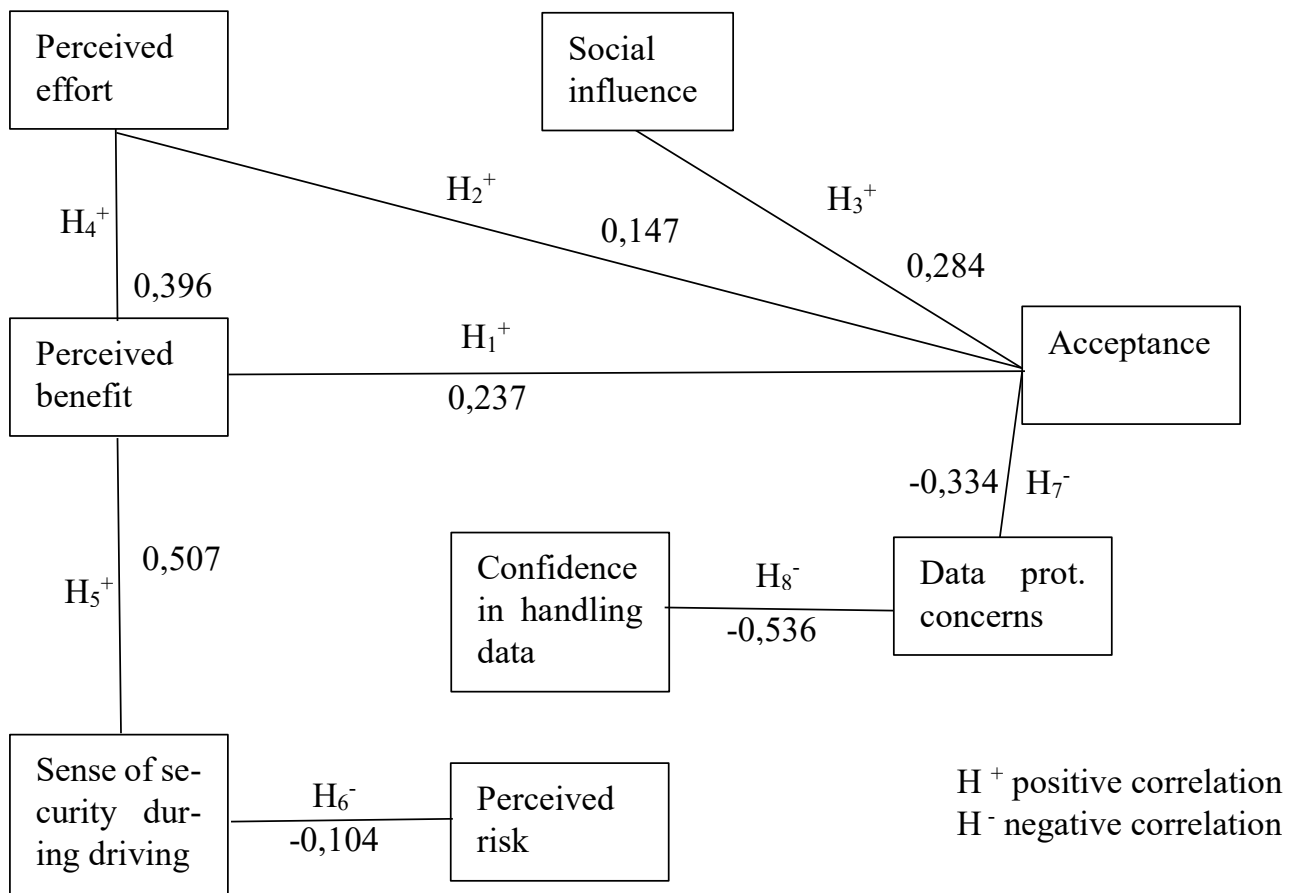 Perceived
effort
Social
influence
H₂⁺
H₃⁺
H₄⁺
0,147
0,284
0,396
Perceived
benefit
H₁⁺
0,237
Acceptance
-0,334
H₇⁻
0,507
H₅⁺
Confidence
in handling
data
H₈⁻
-0,536
Data prot.
concerns
Sense of se-
curity dur-
ing driving
H₆⁻
-0,104
Perceived
risk
H ⁺ positive correlation
H ⁻ negative correlation